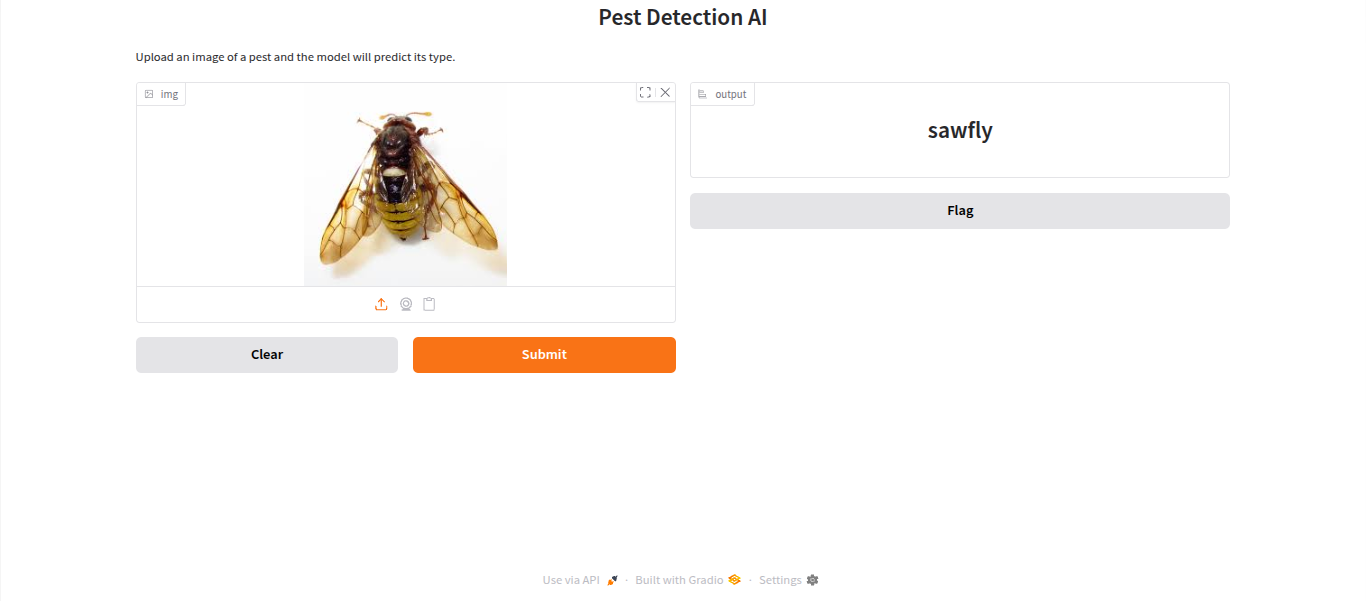 Pest Detection AI
Upload an image of a pest and the model will predict its type.
img
output
sawfly
Flag
Clear
Submit
Use via API · Built with Gradio · Settings